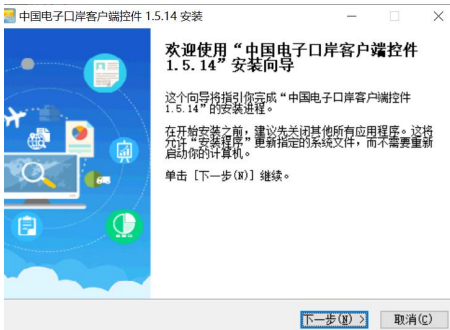 中国电子口岸客户端控件 1.5.14 安装
欢迎使用“中国电子口岸客户端控件
1.5.14”安装向导
这个向导将指引你完成“中国电子口岸客户端控件
1.5.14”的安装进程。
在开始安装之前，建议先关闭其他所有应用程序。这将
允许“安装程序”更新指定的系统文件，而不需要重新
启动你的计算机。
单击 [下一步(N)] 继续。
下一步(N) >
取消(C)